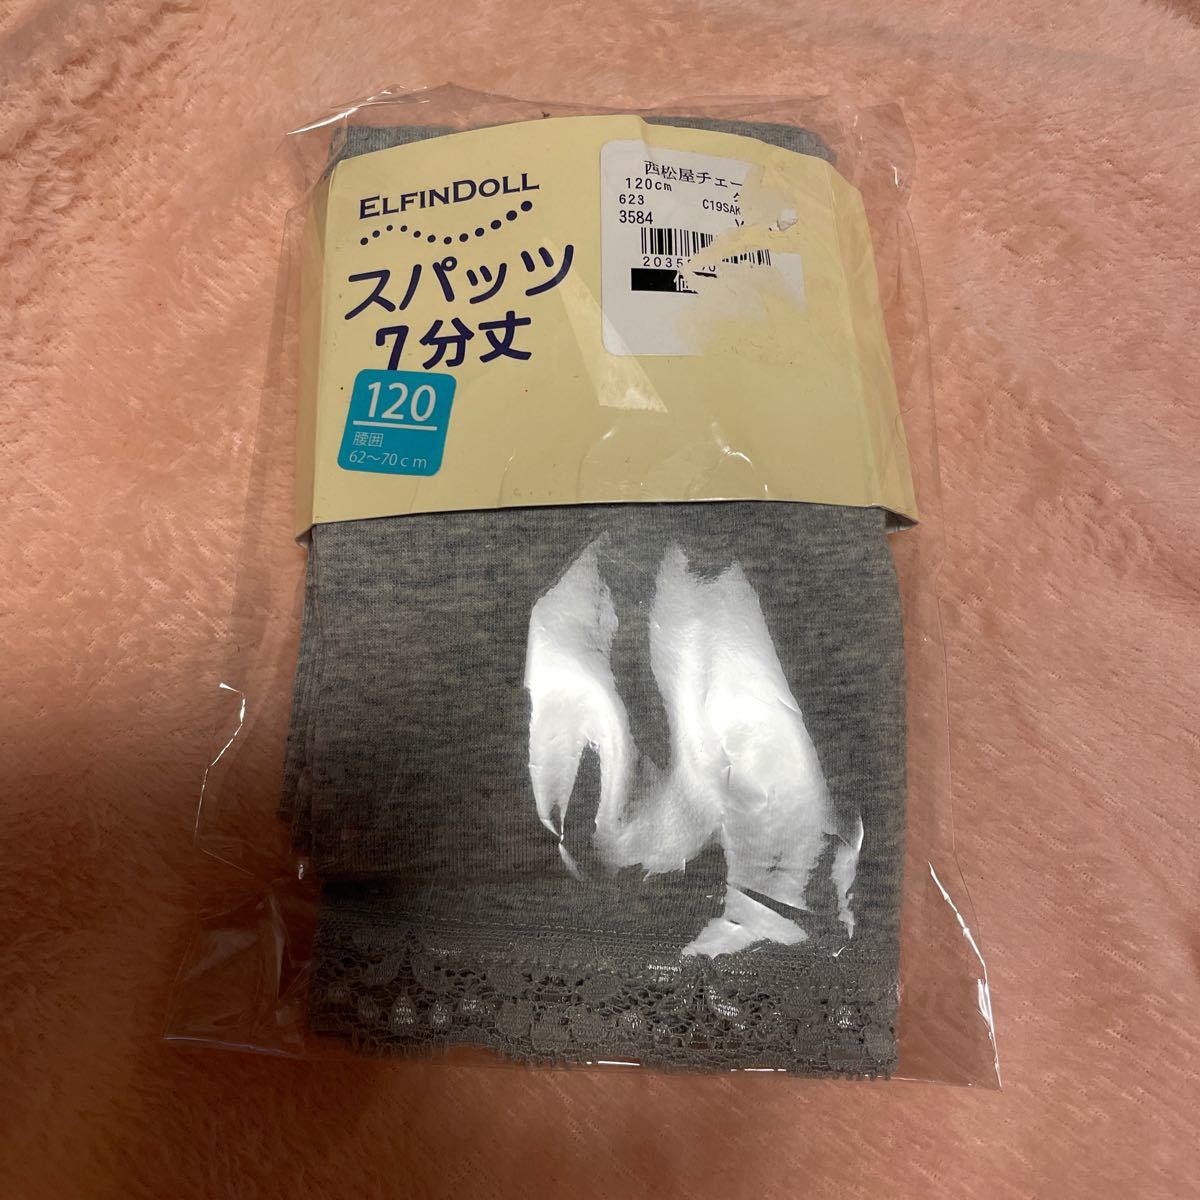 ELFINDOLL
スパッツ
7分丈
120
腰囲
62〜70cm
西松屋チェー
120cm
623 C19SAK
3584